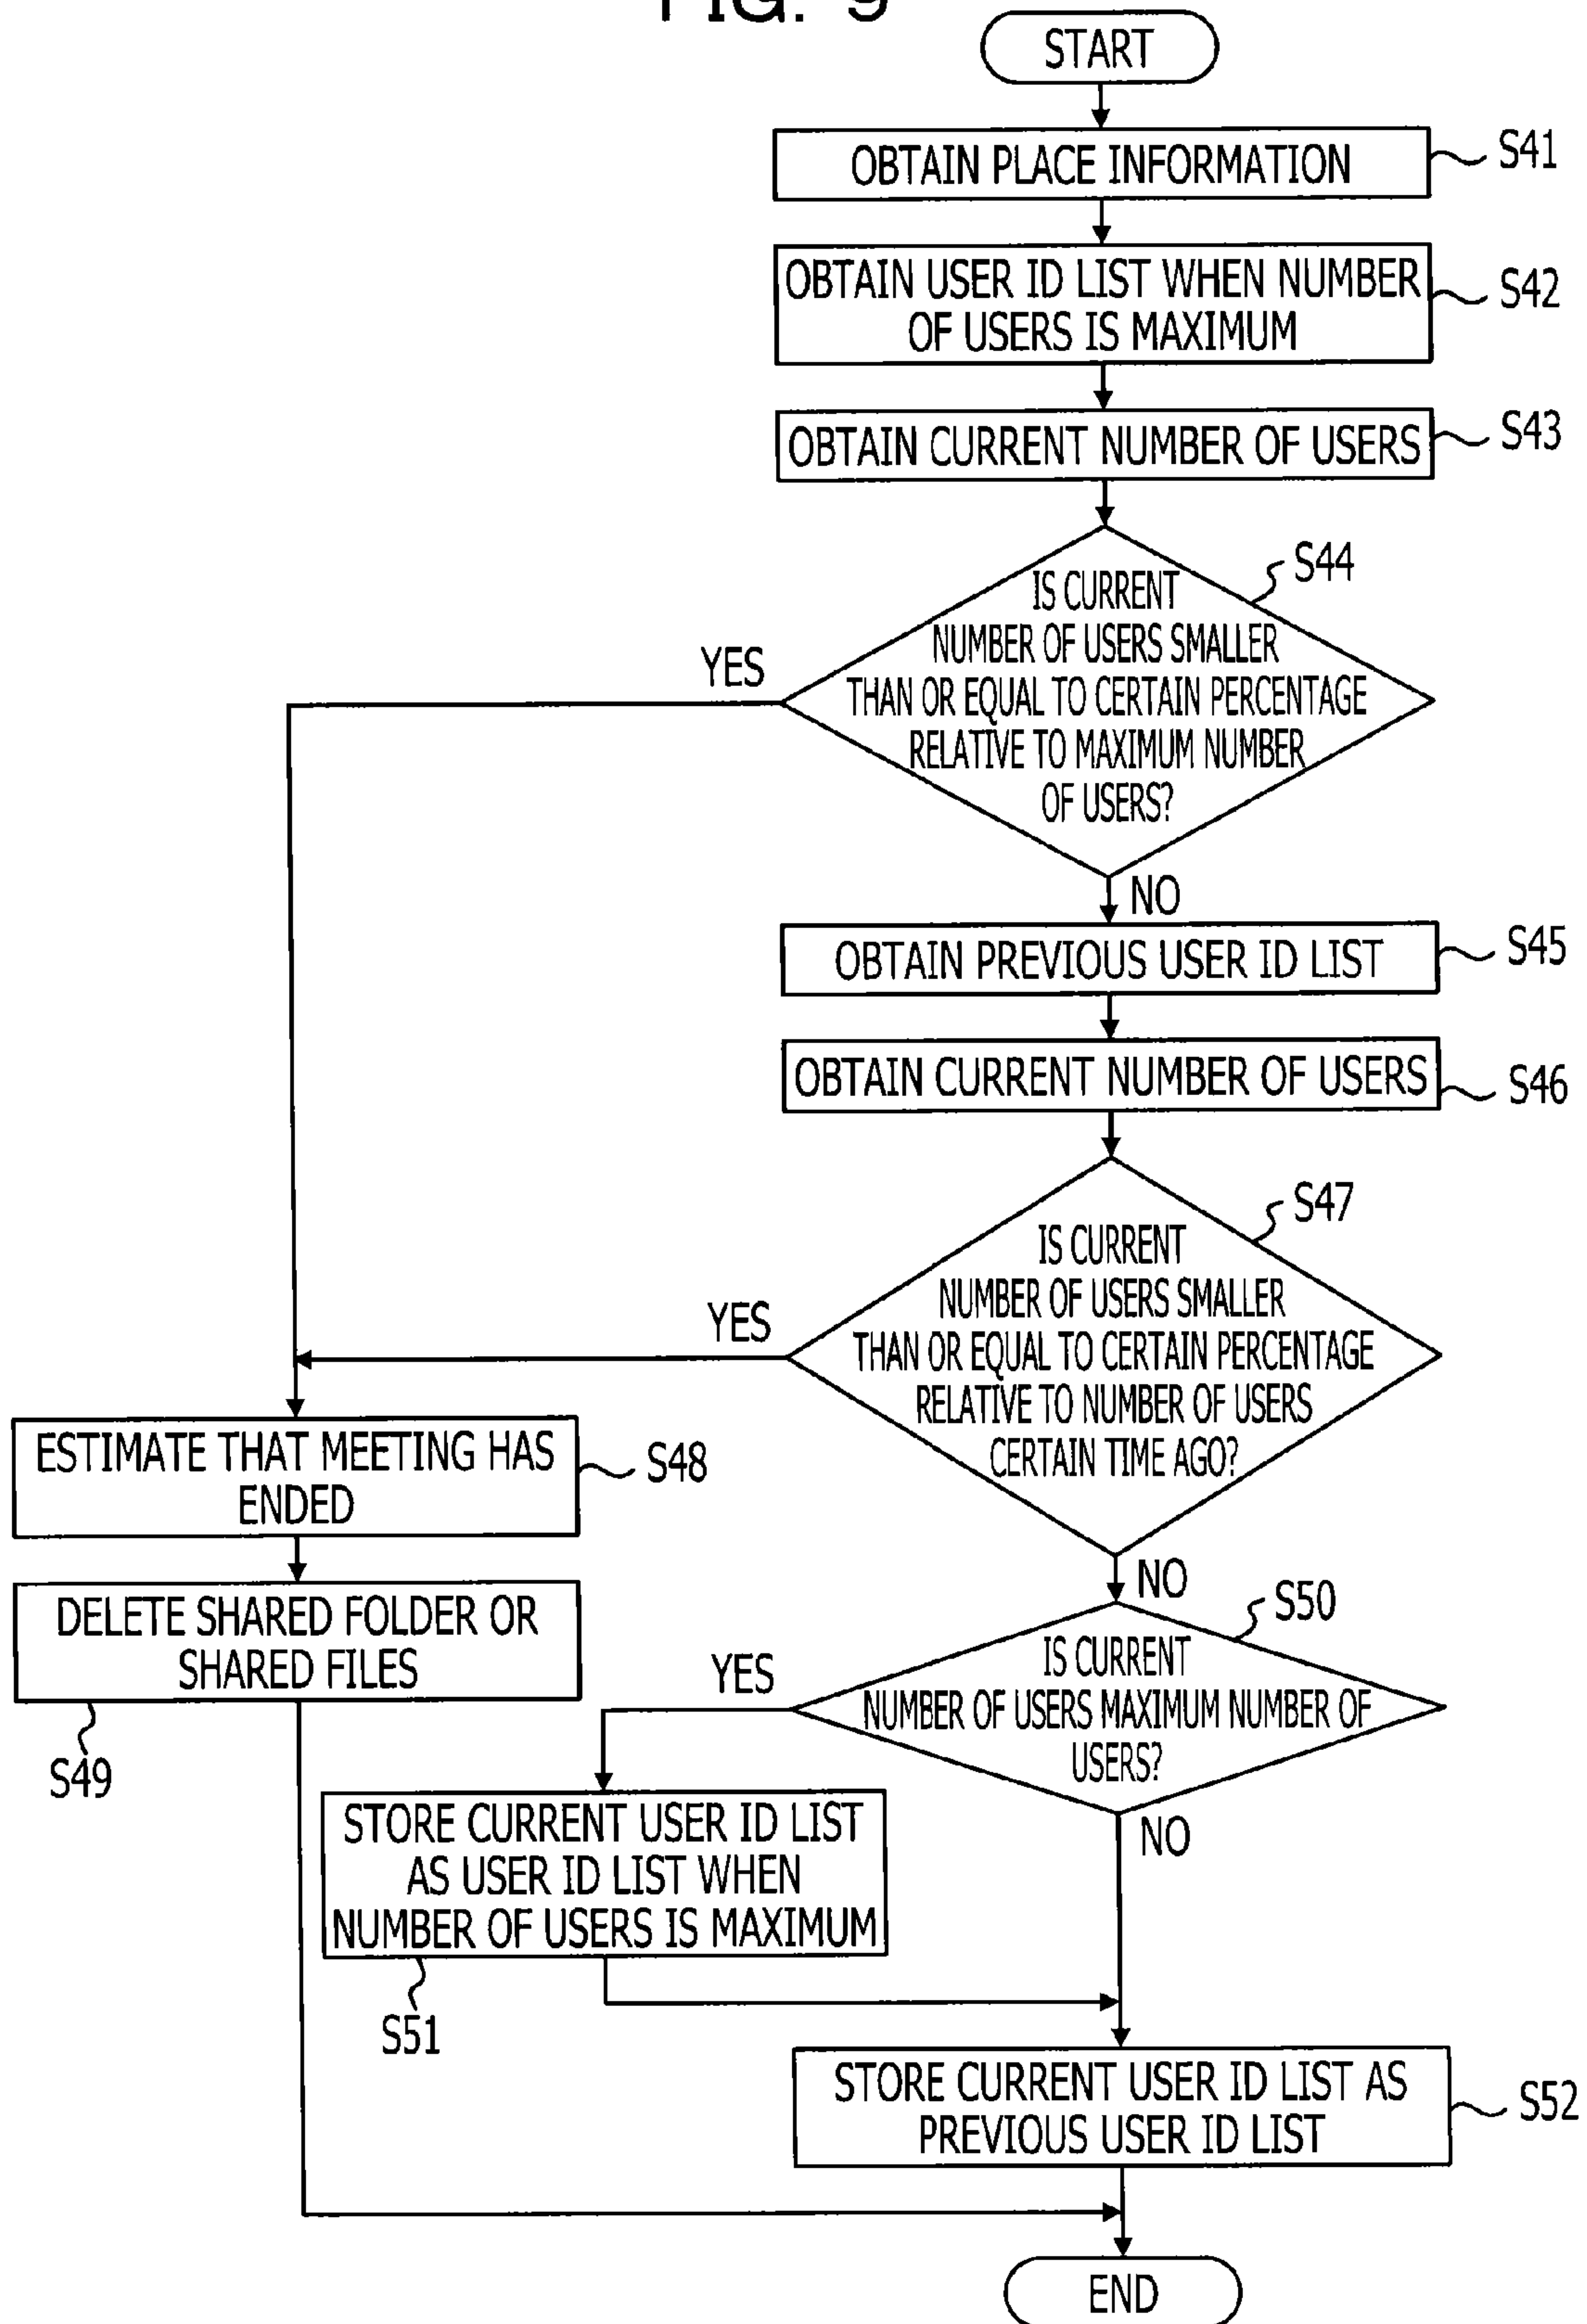 FIG. 9
START
OBTAIN PLACE INFORMATION
S41
OBTAIN USER ID LIST WHEN NUMBER
OF USERS IS MAXIMUM
S42
OBTAIN CURRENT NUMBER OF USERS
S43
S44
IS CURRENT
NUMBER OF USERS SMALLER
THAN OR EQUAL TO CERTAIN PERCENTAGE
RELATIVE TO MAXIMUM NUMBER
OF USERS?
YES
NO
OBTAIN PREVIOUS USER ID LIST
S45
OBTAIN CURRENT NUMBER OF USERS
S46
S47
IS CURRENT
NUMBER OF USERS SMALLER
THAN OR EQUAL TO CERTAIN PERCENTAGE
RELATIVE TO NUMBER OF USERS
CERTAIN TIME AGO?
YES
NO
ESTIMATE THAT MEETING HAS
ENDED
S48
DELETE SHARED FOLDER OR
SHARED FILES
S49
S50
IS CURRENT
NUMBER OF USERS MAXIMUM NUMBER OF
USERS?
YES
NO
STORE CURRENT USER ID LIST
AS USER ID LIST WHEN
NUMBER OF USERS IS MAXIMUM
S51
STORE CURRENT USER ID LIST AS
PREVIOUS USER ID LIST
S52
END